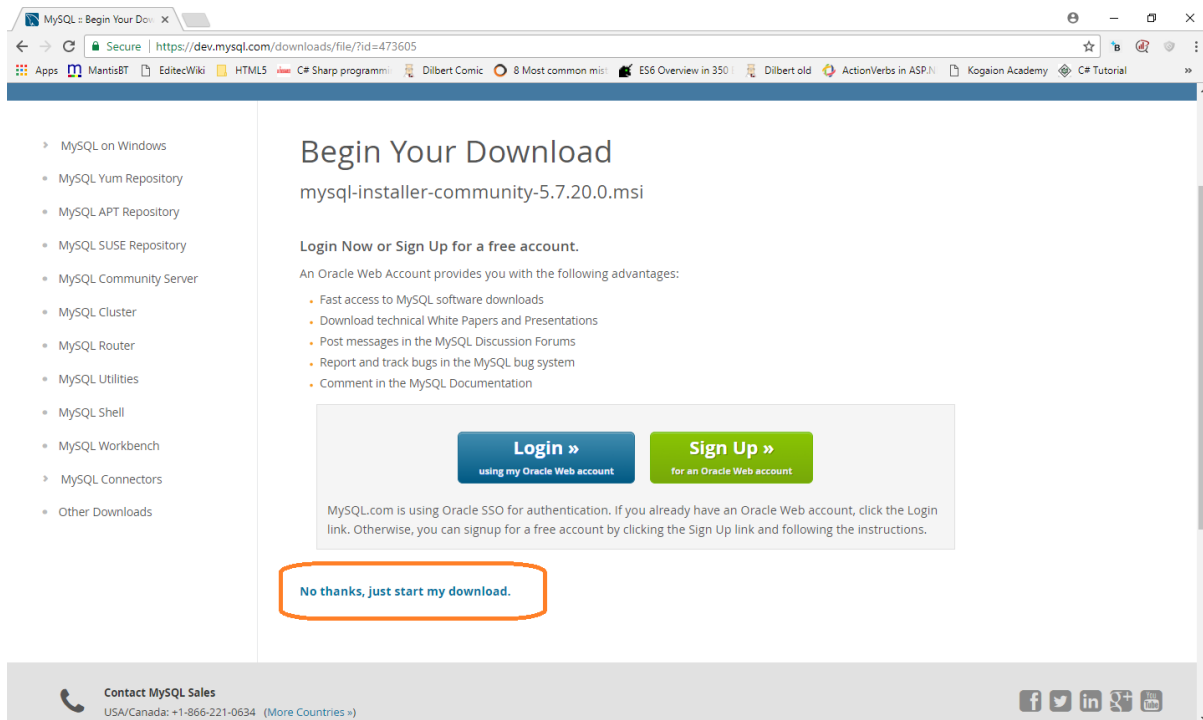 MySQL :: Begin Your Dow
Secure https://dev.mysql.com/downloads/file/?id=473605
Apps MantisBT EditecWiki HTML5 C# Sharp programmi Dilbert Comic 8 Most common mis ES6 Overview in 350 Dilbert old ActionVerbs in ASP.N Kogaion Academy C# Tutorial »
MySQL on Windows
MySQL Yum Repository
MySQL APT Repository
MySQL SUSE Repository
MySQL Community Server
MySQL Cluster
MySQL Router
MySQL Utilities
MySQL Shell
MySQL Workbench
MySQL Connectors
Other Downloads
Begin Your Download
mysql-installer-community-5.7.20.0.msi
Login Now or Sign Up for a free account.
An Oracle Web Account provides you with the following advantages:
Fast access to MySQL software downloads
Download technical White Papers and Presentations
Post messages in the MySQL Discussion Forums
Report and track bugs in the MySQL bug system
Comment in the MySQL Documentation
Login »
using my Oracle Web account
Sign Up »
for an Oracle Web account
MySQL.com is using Oracle SSO for authentication. If you already have an Oracle Web account, click the Login
link. Otherwise, you can signup for a free account by clicking the Sign Up link and following the instructions.
No thanks, just start my download.
Contact MySQL Sales
USA/Canada: +1-866-221-0634 (More Countries »)